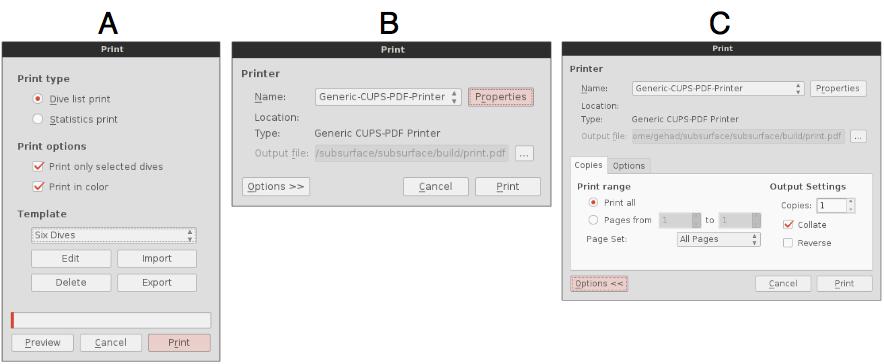 A
Print
Print type
Dive list print
Statistics print
Print options
Print only selected dives
Print in color
Template
Six Dives
Edit Import
Delete Export
Preview Cancel Print
B
Print
Printer
Name: Generic-CUPS-PDF-Printer Properties
Location:
Type: Generic CUPS-PDF Printer
Output file: /subsurface/subsurface/build/print.pdf ...
Options >> Cancel Print
C
Print
Printer
Name: Generic-CUPS-PDF-Printer Properties
Location:
Type: Generic CUPS-PDF Printer
Output file: ome/gehad/subsurface/subsurface/build/print.pdf ...
Copies Options
Print range Output Settings
Print all Copies: 1
Pages from 1 to 1 Collate
Page Set: All Pages Reverse
Options << Cancel Print